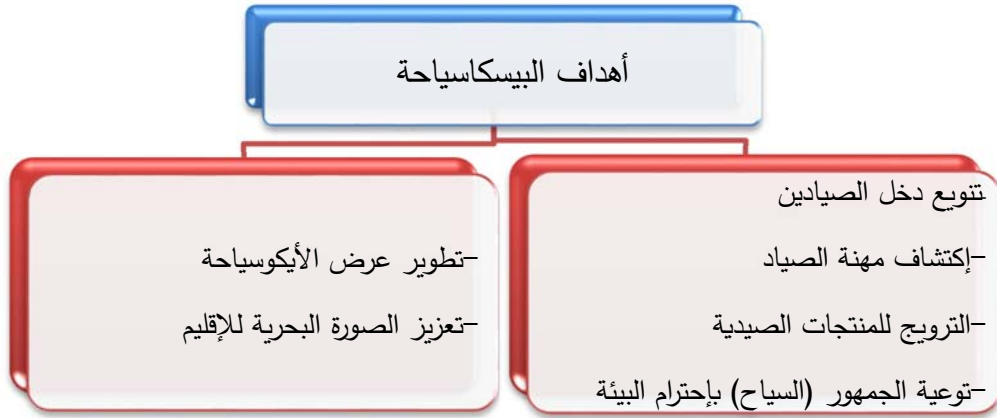 أهداف البيسكاسياحة
تنويع دخل الصيادين
-إكتشاف مهنة الصياد
-الترويج للمنتجات الصيدية
-توعية الجمهور (السياح) بإحترام البيئة
-تطوير عرض الأيكوسياحة
-تعزيز الصورة البحرية للإقليم